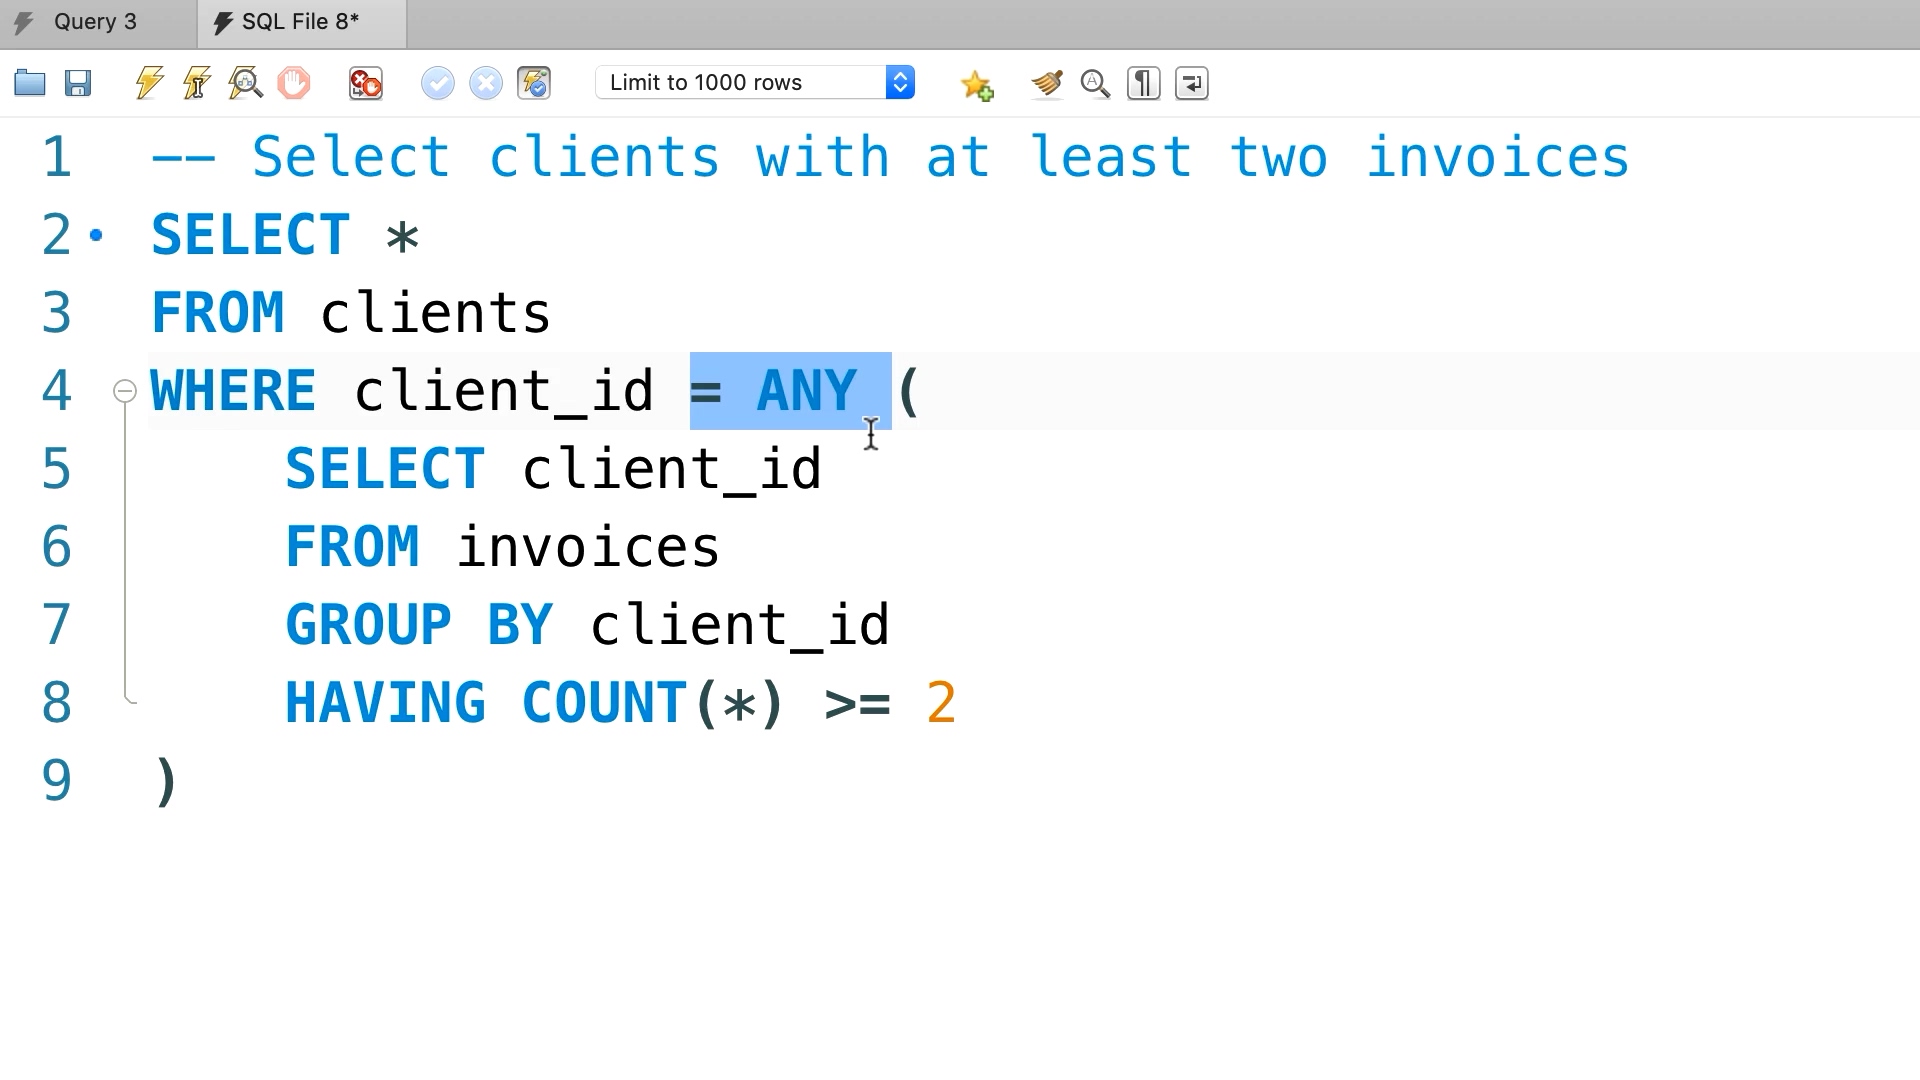 Query 3
SQL File 8*
Limit to 1000 rows
1 -- Select clients with at least two invoices
2 SELECT *
3 FROM clients
4 WHERE client_id = ANY (
5 SELECT client_id
6 FROM invoices
7 GROUP BY client_id
8 HAVING COUNT(*) >= 2
9 )